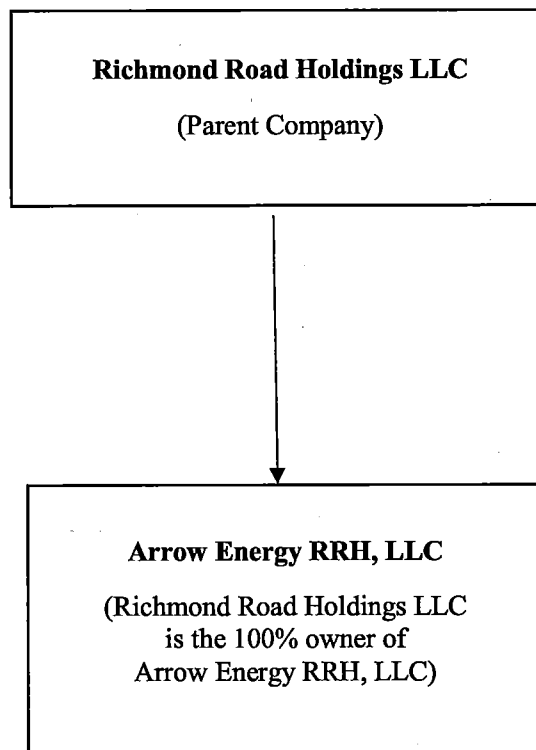 Richmond Road Holdings LLC
(Parent Company)
Arrow Energy RRH, LLC
(Richmond Road Holdings LLC
is the 100% owner of
Arrow Energy RRH, LLC)